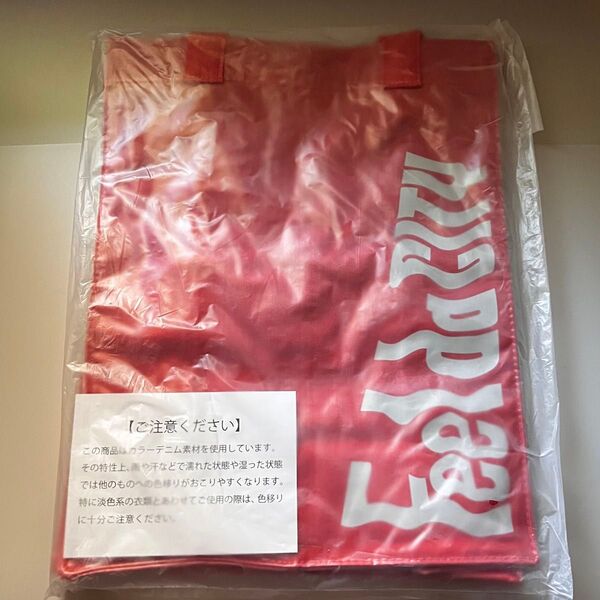 Feel da CITY
【ご注意ください】
この商品はカラーデニム素材を使用しています。
その特性上、雨や汗などで濡れた状態や湿った状態
では他のものへの色移りがおこりやすくなります。
特に淡色系の衣類とあわせてご使用の際は、色移り
に十分ご注意ください。